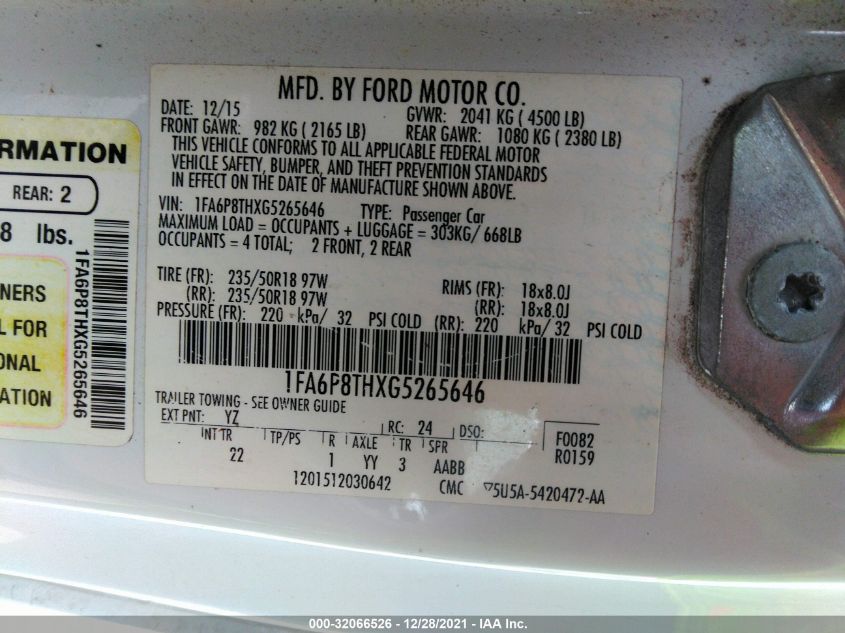 MFD. BY FORD MOTOR CO.
DATE: 12/15 GVWR: 2041 KG ( 4500 LB)
FRONT GAWR: 982 KG ( 2165 LB) REAR GAWR: 1080 KG ( 2380 LB)
THIS VEHICLE CONFORMS TO ALL APPLICABLE FEDERAL MOTOR
VEHICLE SAFETY, BUMPER, AND THEFT PREVENTION STANDARDS
IN EFFECT ON THE DATE OF MANUFACTURE SHOWN ABOVE.
VIN: 1FA6P8THXG5265646 TYPE: Passenger Car
MAXIMUM LOAD = OCCUPANTS + LUGGAGE = 303KG/ 668LB
OCCUPANTS = 4 TOTAL; 2 FRONT, 2 REAR
TIRE (FR): 235/50R18 97W RIMS (FR): 18x8.0J
(RR): 235/50R18 97W (RR): 18x8.0J
PRESSURE (FR): 220 kPa/ 32 PSI COLD (RR): 220 kPa/ 32 PSI COLD
1FA6P8THXG5265646
TRAILER TOWING - SEE OWNER GUIDE
EXT PNT: YZ RC: 24 DSO: F0082
INT TR TP/PS R AXLE TR SPR R0159
22 1 YY 3 AABB
1201512030642 CMC 5U5A-5420472-AA
RMATION
REAR: 2
8 lbs.
NERS
L FOR
ONAL
ATION
1FA6P8THXG5265646
000-32066526 - 12/28/2021 - IAA Inc.